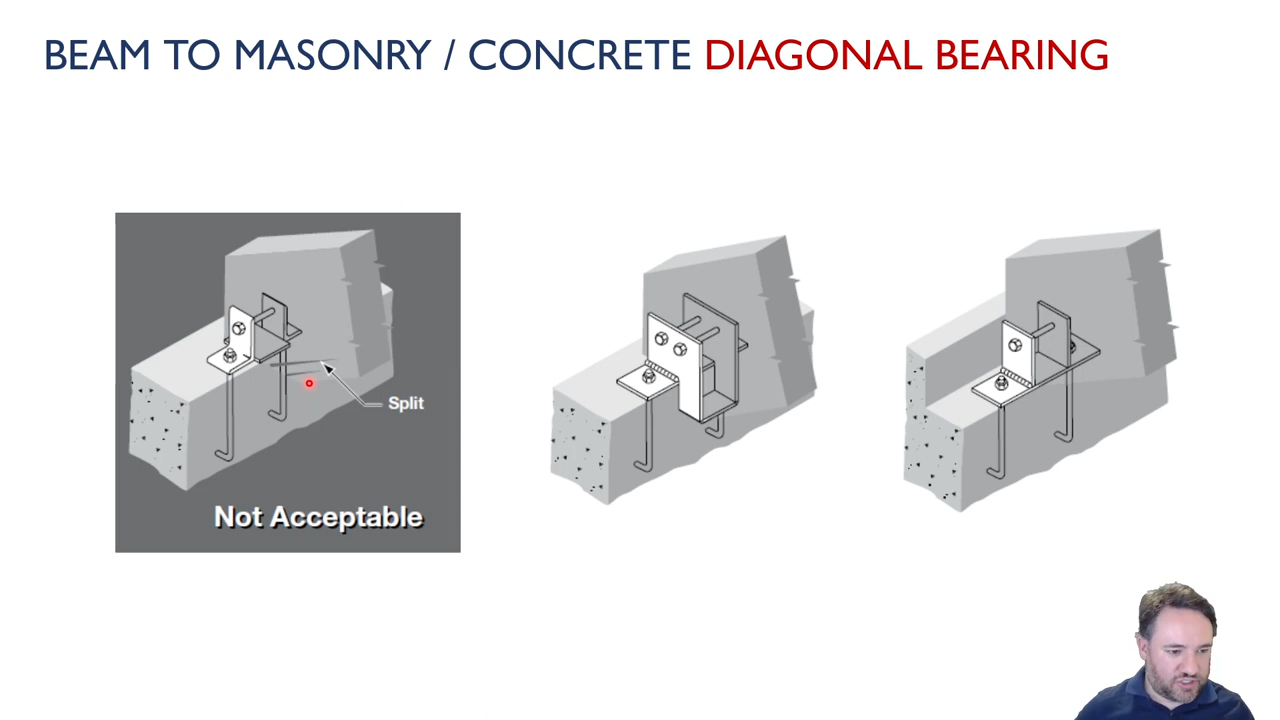 BEAM TO MASONRY / CONCRETE DIAGONAL BEARING
Split
Not Acceptable